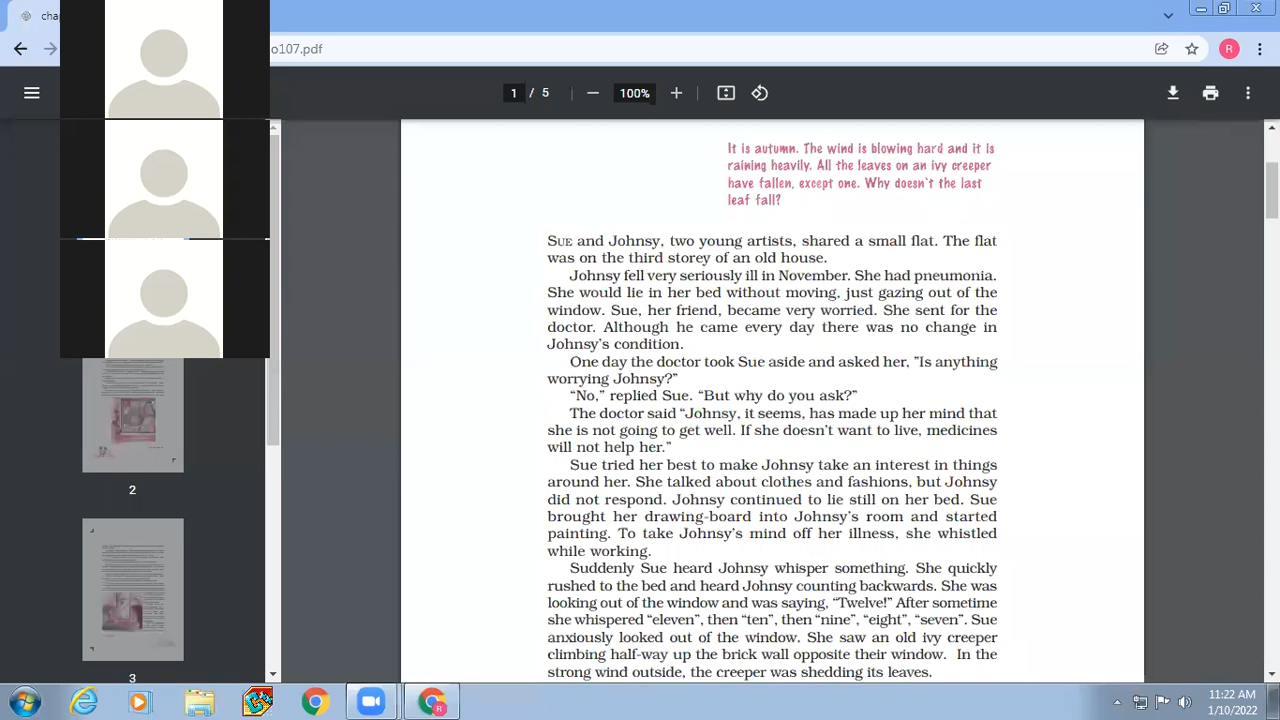 cha
o107.pdf
R
1 / 5
100%
It is autumn. The wind is blowing hard and it is
raining heavily. All the leaves on an ivy creeper
have fallen, except one. Why doesn't the last
leaf fall?
SUE and Johnsy, two young artists, shared a small flat. The flat
was on the third storey of an old house.
Johnsy fell very seriously ill in November. She had pneumonia.
She would lie in her bed without moving, just gazing out of the
window. Sue, her friend, became very worried. She sent for the
doctor. Although he came every day there was no change in
Johnsy's condition.
One day the doctor took Sue aside and asked her, ”Is anything
worrying Johnsy?”
“No,” replied Sue. “But why do you ask?”
The doctor said “Johnsy, it seems, has made up her mind that
she is not going to get well. If she doesn't want to live, medicines
will not help her.”
Sue tried her best to make Johnsy take an interest in things
around her. She talked about clothes and fashions, but Johnsy
did not respond. Johnsy continued to lie still on her bed. Sue
brought her drawing-board into Johnsy's room and started
painting. To take Johnsy's mind off her illness, she whistled
while working.
Suddenly Sue heard Johnsy whisper something. She quickly
rushed to the bed and heard Johnsy counting backwards. She was
looking out of the window and was saying, “Twelve!” After sometime
she whispered “eleven”, then “ten”, then “nine”, “eight”, “seven”. Sue
anxiously looked out of the window. She saw an old ivy creeper
climbing half-way up the brick wall opposite their window. In the
strong wind outside, the creeper was shedding its leaves.
2
3
R
11:22 AM
1/10/2022